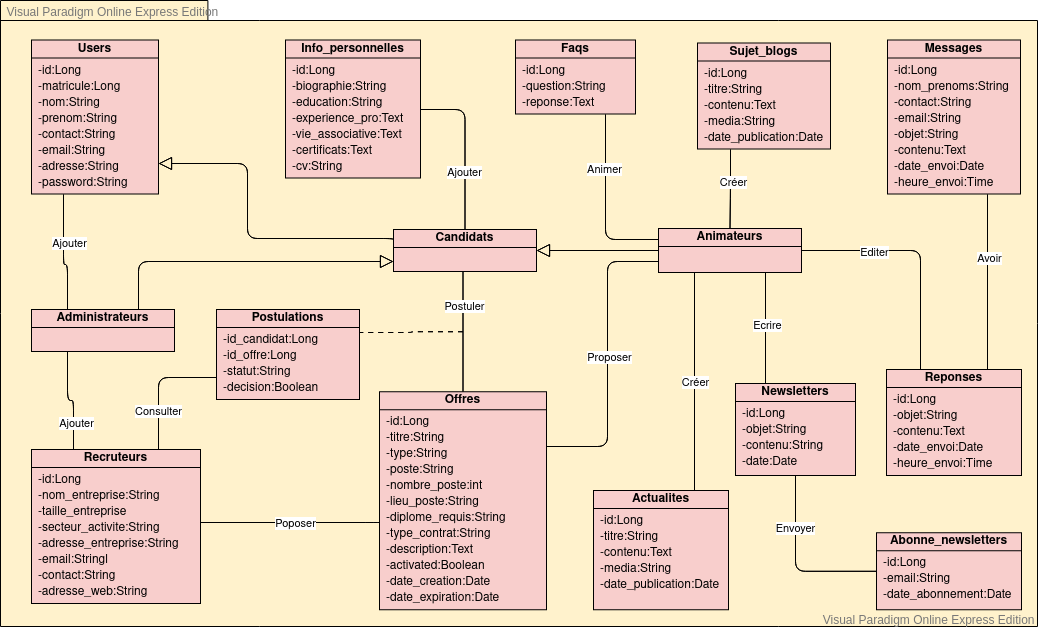 Visual Paradigm Online Express Edition
Users
-id:Long
-matricule:Long
-nom:String
-prenom:String
-contact:String
-email:String
-adresse:String
-password:String
Info_personnelles
-id:Long
-biographie:String
-education:String
-experience_pro:Text
-vie_associative:Text
-certificats:Text
-cv:String
Faqs
-id:Long
-question:String
-reponse:Text
Sujet_blogs
-id:Long
-titre:String
-contenu:Text
-media:String
-date_publication:Date
Messages
-id:Long
-nom_prenoms:String
-contact:String
-email:String
-objet:String
-contenu:Text
-date_envoi:Date
-heure_envoi:Time
Ajouter
Ajouter
Animer
Créer
Candidats
Animateurs
Editer
Avoir
Administrateurs
Postulations
-id_candidat:Long
-id_offre:Long
-statut:String
-decision:Boolean
Postuler
Proposer
Ecrire
Créer
Ajouter
Consulter
Recruteurs
-id:Long
-nom_entreprise:String
-taille_entreprise
-secteur_activite:String
-adresse_entreprise:String
-email:Stringl
-contact:String
-adresse_web:String
Poposer
Offres
-id:Long
-titre:String
-type:String
-poste:String
-nombre_poste:int
-lieu_poste:String
-diplome_requis:String
-type_contrat:String
-description:Text
-activated:Boolean
-date_creation:Date
-date_expiration:Date
Newsletters
-id:Long
-objet:String
-contenu:String
-date:Date
Reponses
-id:Long
-objet:String
-contenu:Text
-date_envoi:Date
-heure_envoi:Time
Actualites
-id:Long
-titre:String
-contenu:Text
-media:String
-date_publication:Date
Envoyer
Abonne_newsletters
-id:Long
-email:String
-date_abonnement:Date
Visual Paradigm Online Express Edition